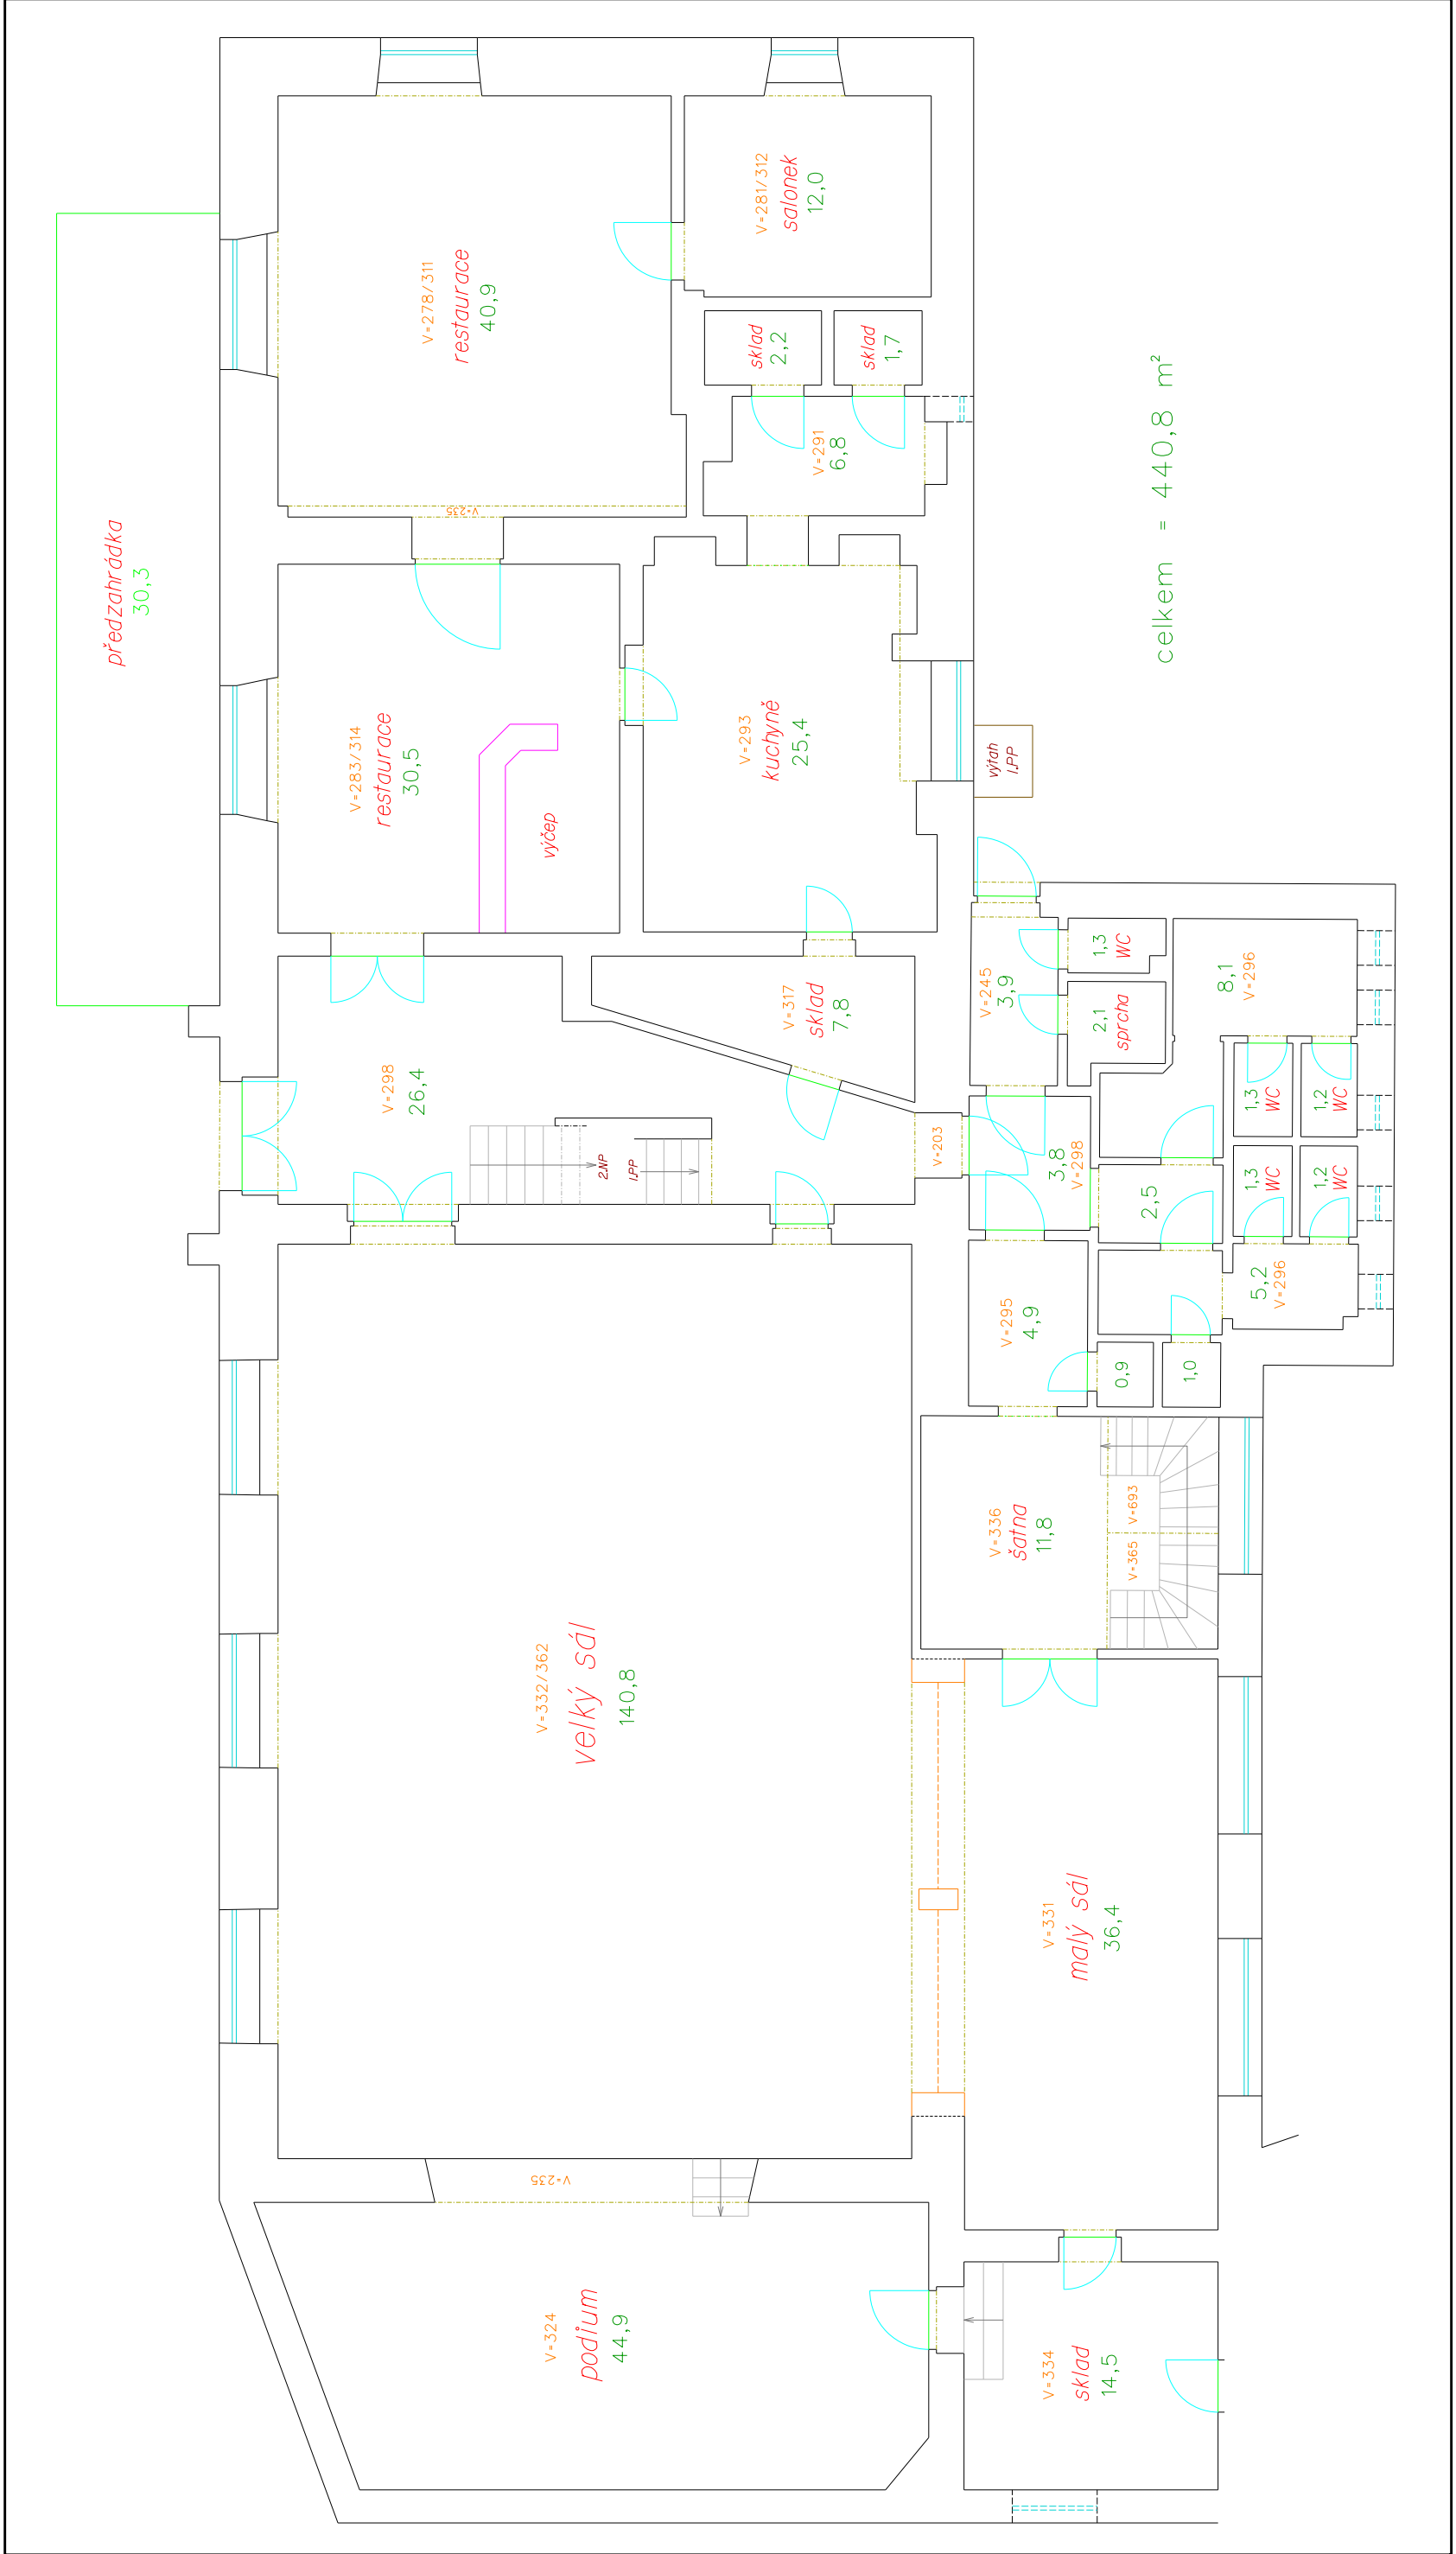 předzahrádka
30,3
V=278/311
restaurace
40,9
V=281/312
salonek
12,0
sklad
2,2
sklad
1,7
V=291
6,8
V=235
V=283/314
restaurace
30,5
výčep
V=293
kuchyně
25,4
výtah
1.PP
celkem = 440,8 m²
V=298
26,4
2.NP
1.PP
V=317
sklad
7,8
V=203
V=245
3,9
1,3
WC
2,1
sprcha
8,1
V=296
3,8
V=298
2,5
1,3
WC
1,2
WC
1,3
WC
1,2
WC
5,2
V=296
V=295
4,9
0,9
1,0
V=336
šatna
11,8
V=365
V=693
V=332/362
velký sál
140,8
V=331
malý sál
36,4
V=235
V=324
podium
44,9
V=334
sklad
14,5